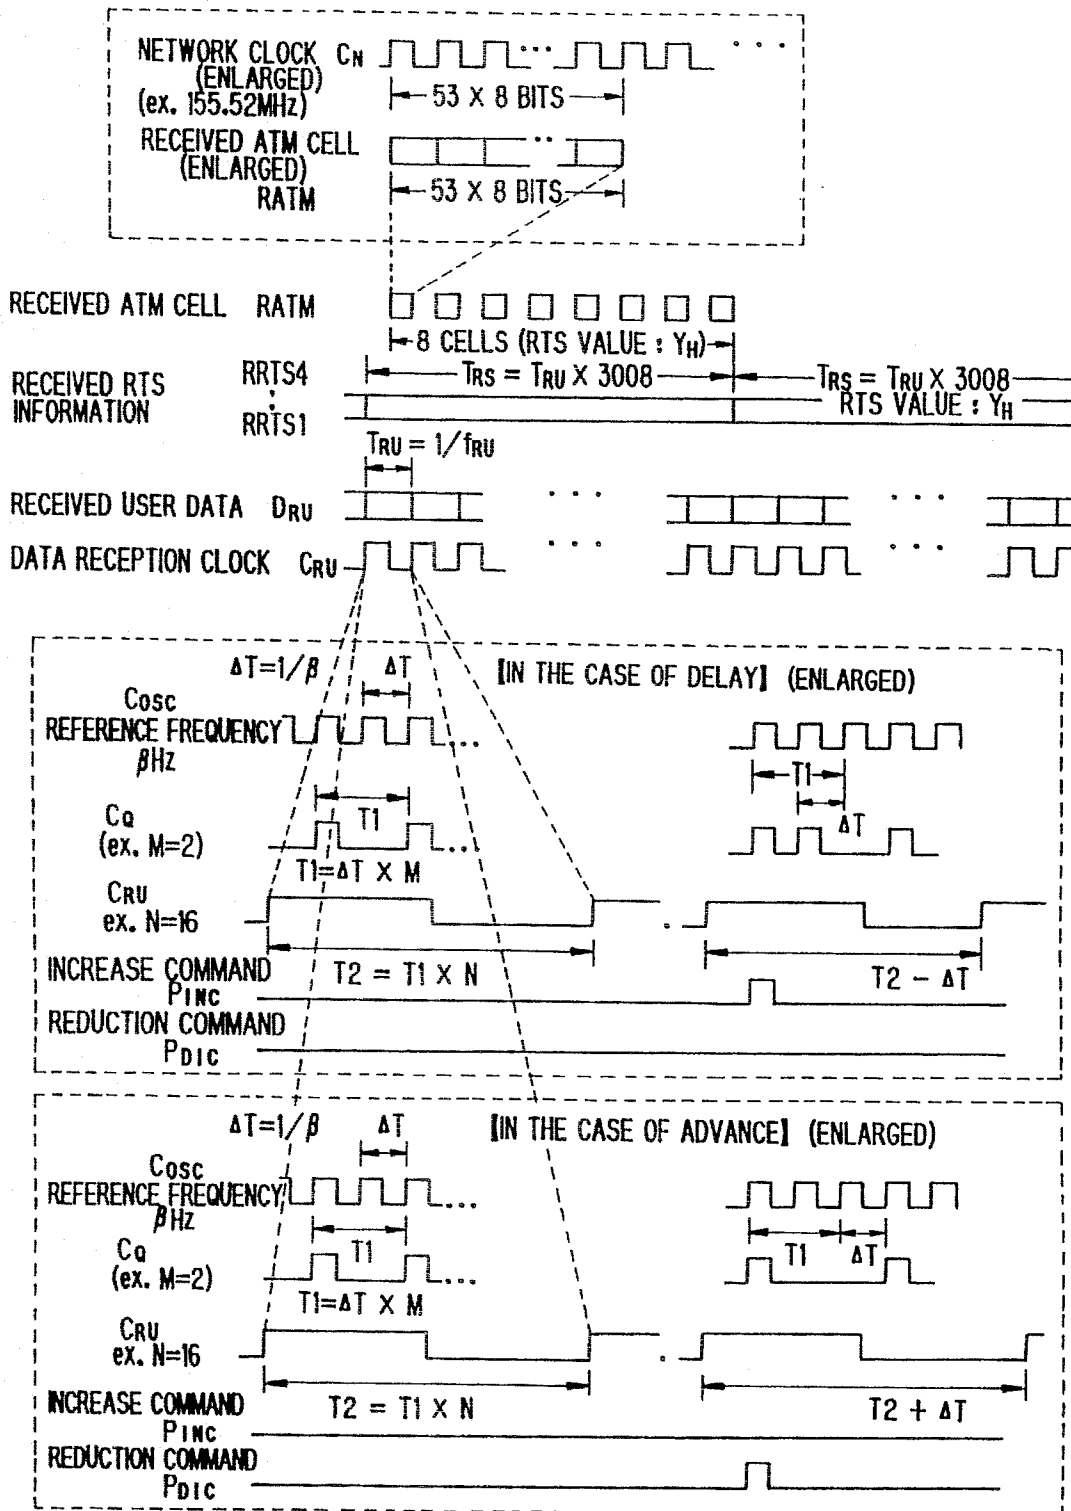 NETWORK CLOCK CN
(ENLARGED)
(ex. 155.52MHz)
53 X 8 BITS
RECEIVED ATM CELL
(ENLARGED)
RATM
53 X 8 BITS
RECEIVED ATM CELL RATM
8 CELLS (RTS VALUE : YH)
RECEIVED RTS INFORMATION
RRTS4
RRTS1
TRS = TRU X 3008
TRS = TRU X 3008
RTS VALUE : YH
TRU = 1/fRU
RECEIVED USER DATA DRU
DATA RECEPTION CLOCK CRU
ΔT=1/β ΔT [IN THE CASE OF DELAY] (ENLARGED)
COSC
REFERENCE FREQUENCY
βHz
T1
ΔT
CQ
(ex. M=2)
T1
T1=ΔT X M
CRU
ex. N=16
T2 = T1 X N
T2 - ΔT
INCREASE COMMAND
PINC
REDUCTION COMMAND
PDIC
ΔT=1/β ΔT [IN THE CASE OF ADVANCE] (ENLARGED)
COSC
REFERENCE FREQUENCY
βHz
T1 ΔT
CQ
(ex. M=2)
T1
T1=ΔT X M
CRU
ex. N=16
T2 = T1 X N
T2 + ΔT
INCREASE COMMAND
PINC
REDUCTION COMMAND
PDIC